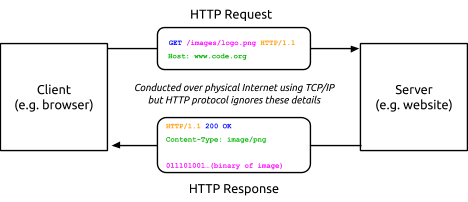 HTTP Request
GET /images/logo.png HTTP/1.1
Host: www.code.org
Client
(e.g. browser)
Conducted over physical Internet using TCP/IP
but HTTP protocol ignores these details
Server
(e.g. website)
HTTP/1.1 200 OK
Content-Type: image/png
011101001…(binary of image)
HTTP Response